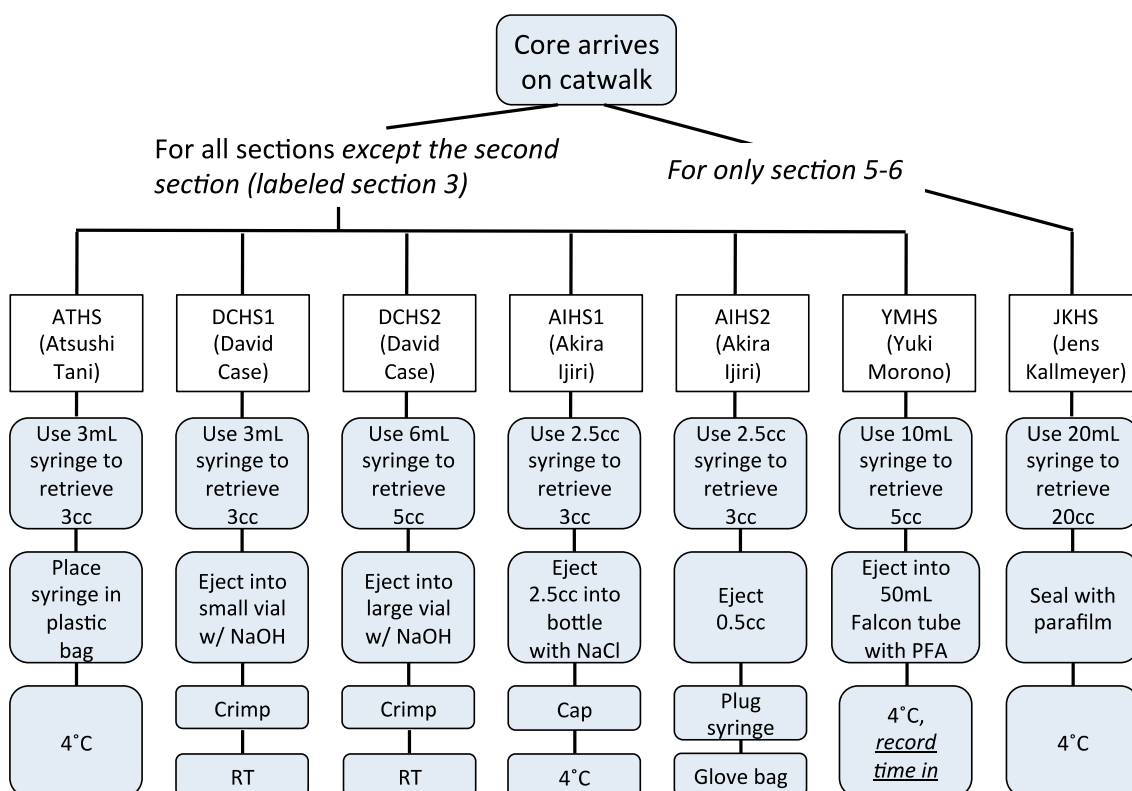 Core arrives
on catwalk
For all sections except the second
section (labeled section 3)
For only section 5-6
ATHS
(Atsushi
Tani)
DCHS1
(David
Case)
DCHS2
(David
Case)
AIHS1
(Akira
Ijiri)
AIHS2
(Akira
Ijiri)
YMHS
(Yuki
Morono)
JKHS
(Jens
Kallmeyer)
Use 3mL
syringe to
retrieve
3cc
Use 3mL
syringe to
retrieve
3cc
Use 6mL
syringe to
retrieve
5cc
Use 2.5cc
syringe to
retrieve
3cc
Use 2.5cc
syringe to
retrieve
3cc
Use 10mL
syringe to
retrieve
5cc
Use 20mL
syringe to
retrieve
20cc
Place
syringe in
plastic
bag
Eject into
small vial
w/ NaOH
Eject into
large vial
w/ NaOH
Eject
2.5cc into
bottle
with NaCl
Eject
0.5cc
Eject into
50mL
Falcon tube
with PFA
Seal with
parafilm
4˚C
Crimp
Crimp
Cap
Plug
syringe
4˚C,
record
time in
4˚C
RT
RT
4˚C
Glove bag